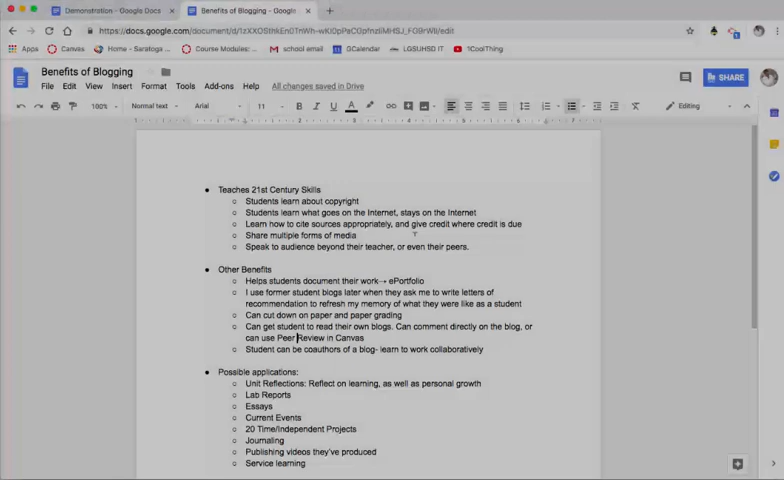 Demonstration - Google Docs
Benefits of Blogging - Google
Apps
Canvas
Home - Saratoga
Course Modules:
school email
GCalendar
LGSUHSD IT
1CoolThing
Benefits of Blogging
SHARE
File Edit View Insert Format Tools Add-ons Help All changes saved in Drive
100% Normal text Arial 11 B I U A Editing
Teaches 21st Century Skills
Students learn about copyright
Students learn what goes on the Internet, stays on the Internet
Learn how to cite sources appropriately, and give credit where credit is due
Share multiple forms of media
Speak to audience beyond their teacher, or even their peers.
Other Benefits
Helps students document their work→ ePortfolio
I use former student blogs later when they ask me to write letters of
recommendation to refresh my memory of what they were like as a student
Can cut down on paper and paper grading
Can get student to read their own blogs. Can comment directly on the blog, or
can use Peer Review in Canvas
Student can be coauthors of a blog- learn to work collaboratively
Possible applications:
Unit Reflections: Reflect on learning, as well as personal growth
Lab Reports
Essays
Current Events
20 Time/Independent Projects
Journaling
Publishing videos they've produced
Service learning